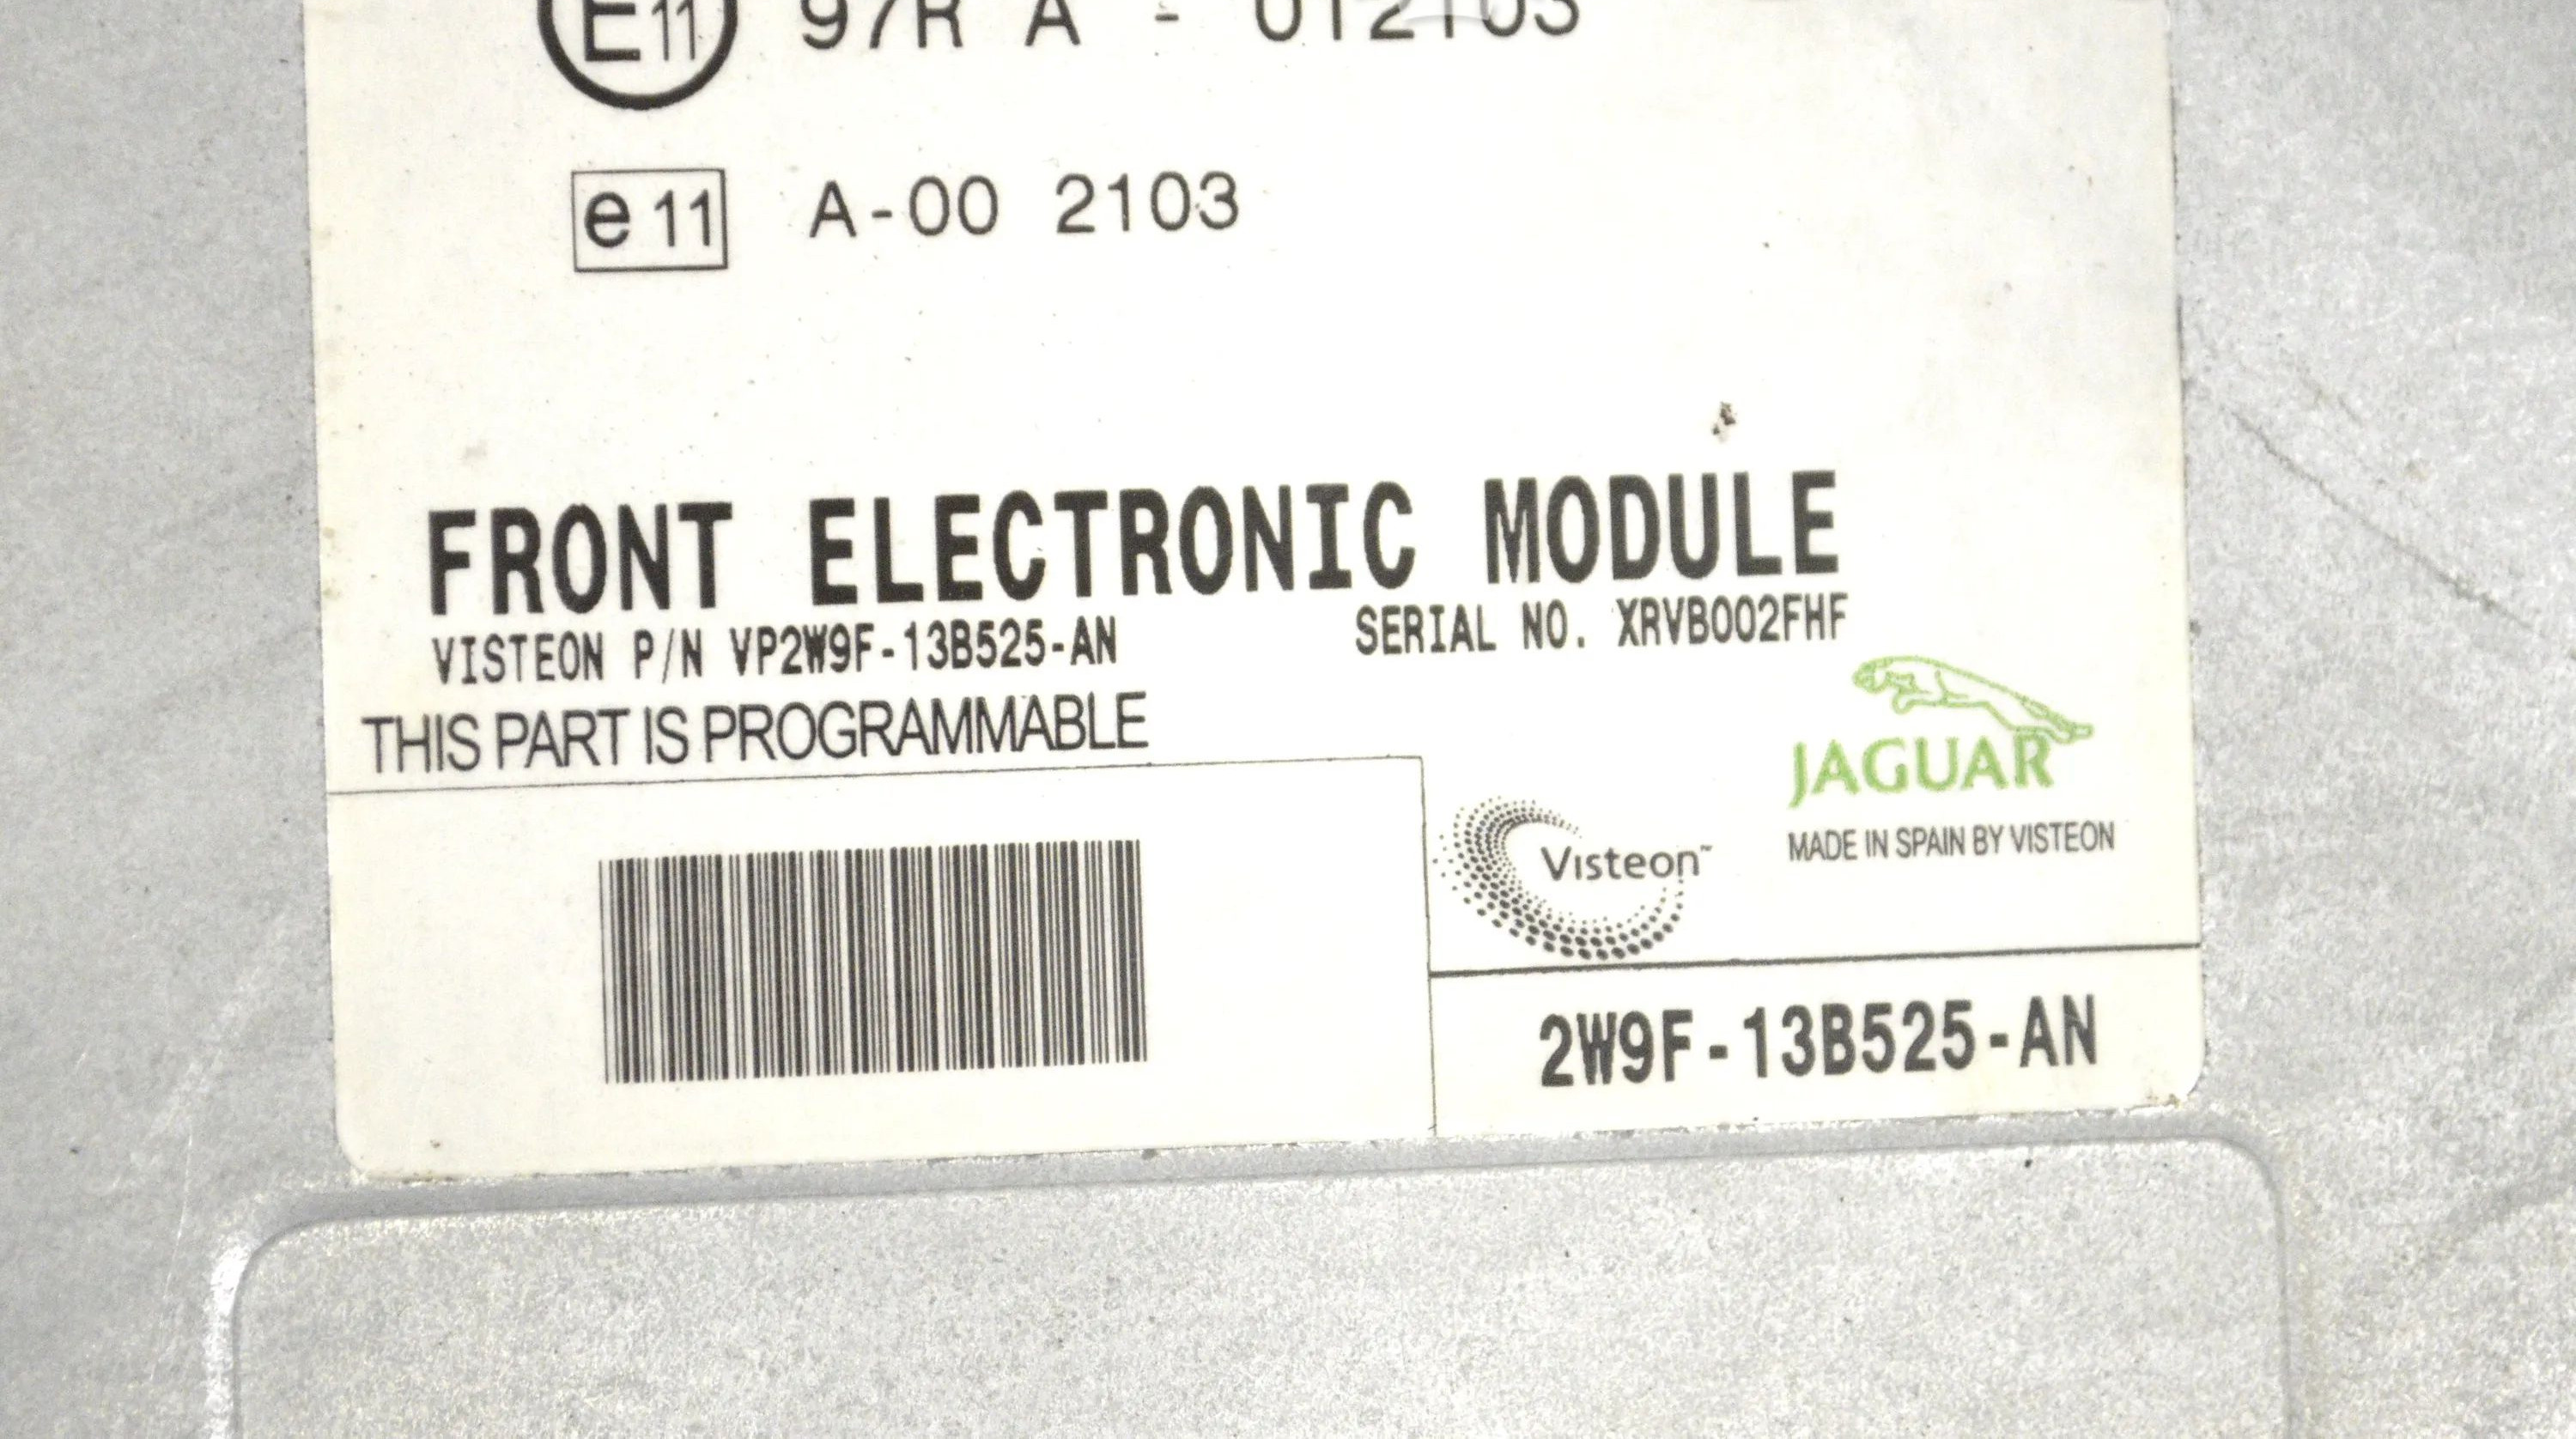 E11 97R A - 012103
e11 A-00 2103
FRONT ELECTRONIC MODULE
VISTEON P/N VP2W9F-13B525-AN SERIAL NO. XRVB002FHF
THIS PART IS PROGRAMMABLE
JAGUAR
Visteon™
MADE IN SPAIN BY VISTEON
2W9F-13B525-AN